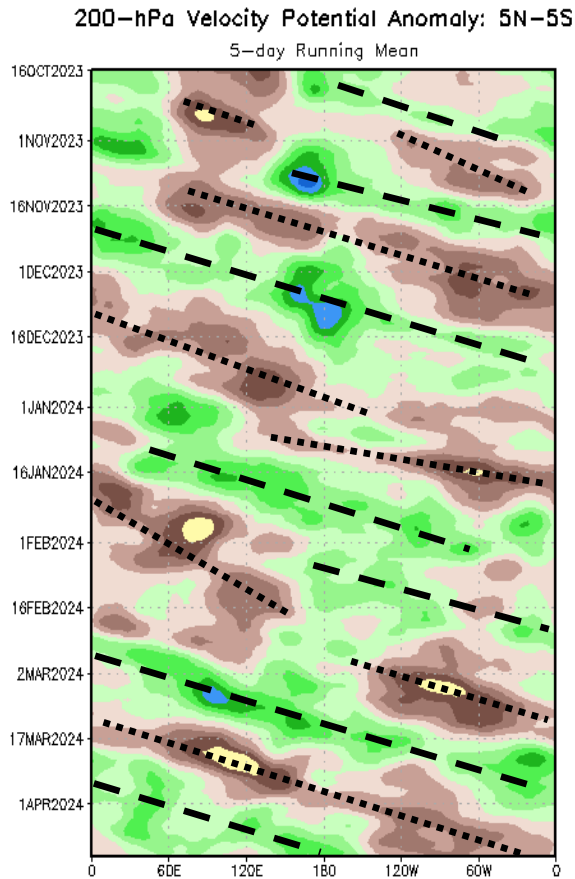 200-hPa Velocity Potential Anomaly: 5N-5S
5-day Running Mean
16OCT2023
1NOV2023
16NOV2023
1DEC2023
16DEC2023
1JAN2024
16JAN2024
1FEB2024
16FEB2024
2MAR2024
17MAR2024
1APR2024
0 60E 120E 180 120W 60W 0